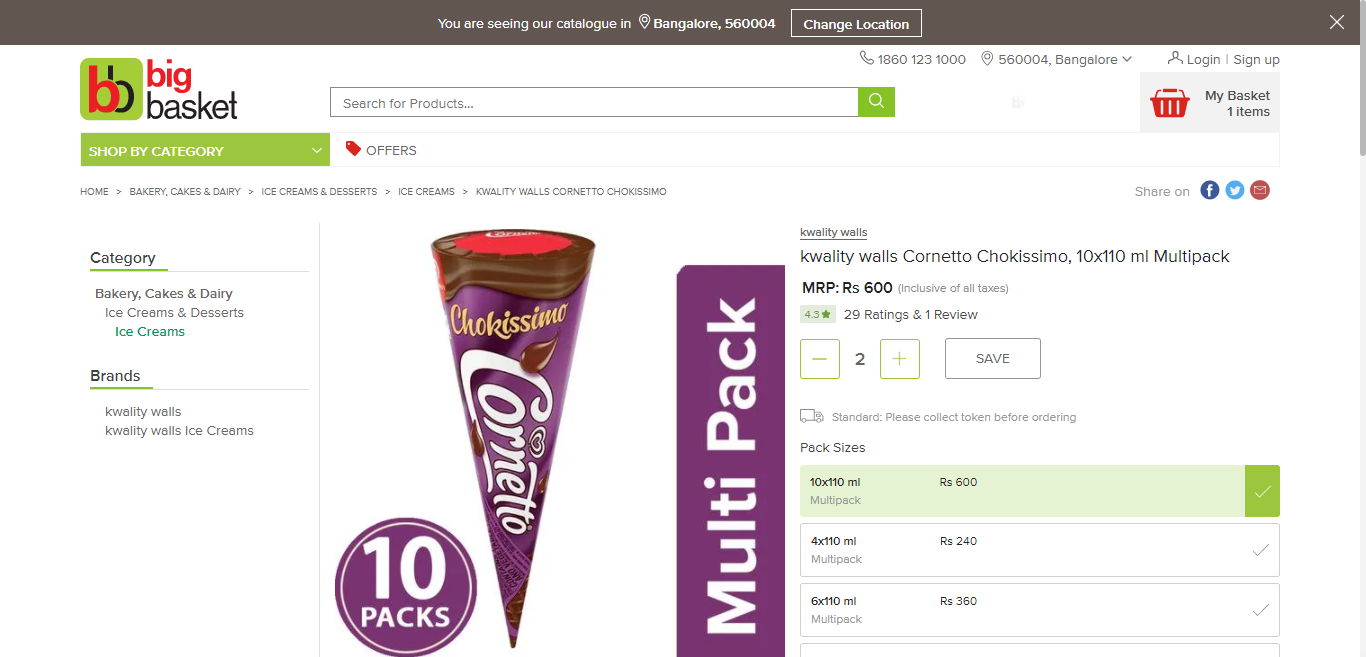 You are seeing our catalogue in Bangalore, 560004 Change Location
1860 123 1000 560004, Bangalore Login | Sign up
bb big
basket
Search for Products...
My Basket
1 items
SHOP BY CATEGORY OFFERS
HOME > BAKERY, CAKES & DAIRY > ICE CREAMS & DESSERTS > ICE CREAMS > KWALITY WALLS CORNETTO CHOKISSIMO
Share on
Category
Bakery, Cakes & Dairy
Ice Creams & Desserts
Ice Creams
Brands
kwality walls
kwality walls Ice Creams
Chokissimo
Cornetto
10
PACKS
Multi Pack
kwality walls
kwality walls Cornetto Chokissimo, 10x110 ml Multipack
MRP: Rs 600 (Inclusive of all taxes)
4.3 ★ 29 Ratings & 1 Review
— 2 + SAVE
Standard: Please collect token before ordering
Pack Sizes
10x110 ml Rs 600
Multipack
4x110 ml Rs 240
Multipack
6x110 ml Rs 360
Multipack